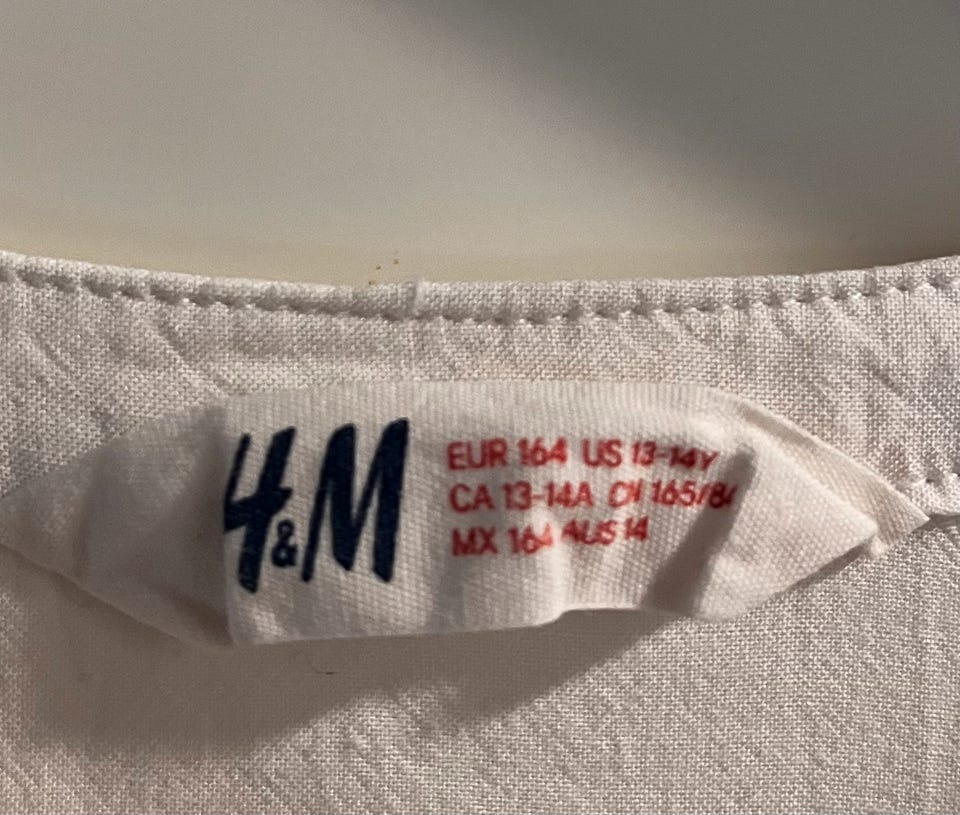 H&M
EUR 164 US 13-14Y
CA 13-14A CN 165/84
MX 164 AUS 14